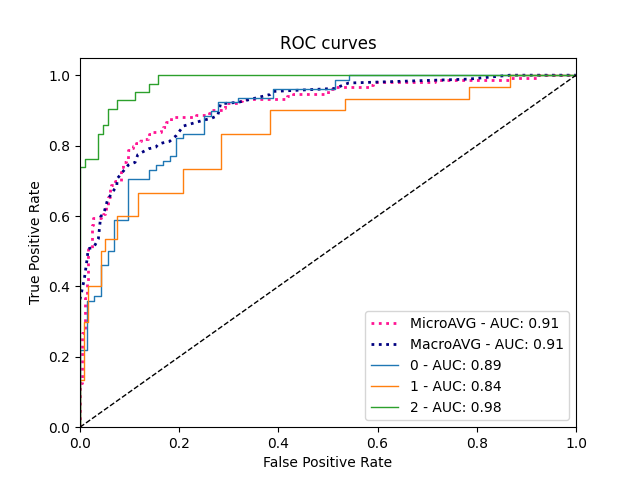 ROC curves
1.0
0.8
0.6
0.4
0.2
0.0
True Positive Rate
MicroAVG - AUC: 0.91
MacroAVG - AUC: 0.91
0 - AUC: 0.89
1 - AUC: 0.84
2 - AUC: 0.98
0.0 0.2 0.4 0.6 0.8 1.0
False Positive Rate